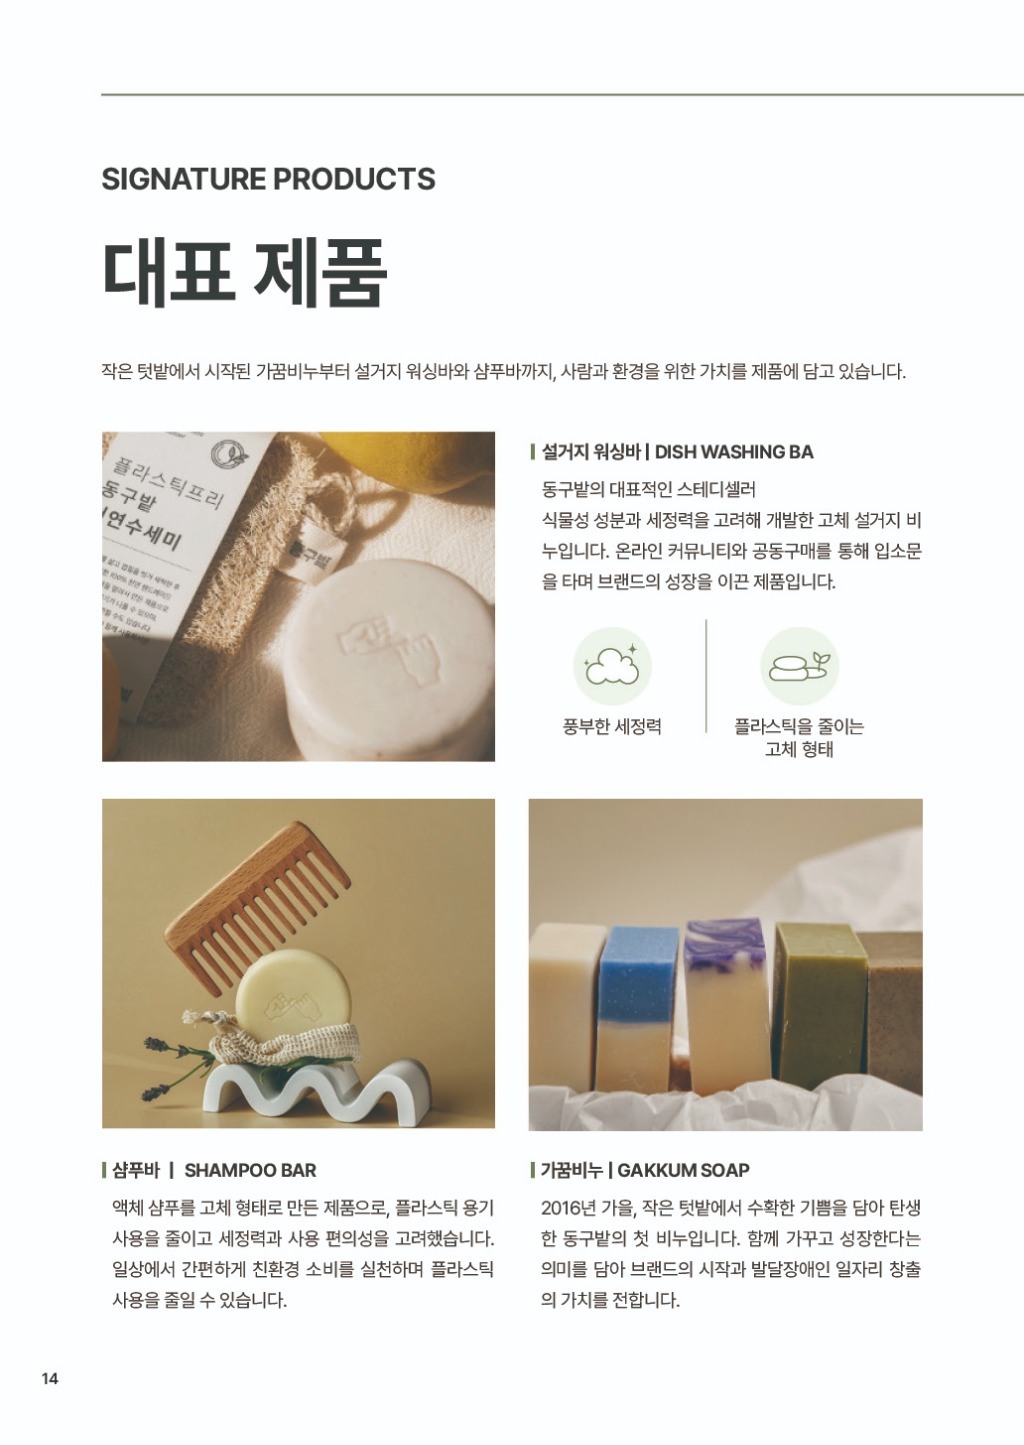 SIGNATURE PRODUCTS
대표 제품
작은 텃밭에서 시작된 가꿈비누부터 설거지 워싱바와 샴푸바까지, 사람과 환경을 위한 가치를 제품에 담고 있습니다.
플라스틱프리
동구밭
연수세미
동구밭
설거지 워싱바 | DISH WASHING BA
동구밭의 대표적인 스테디셀러
식물성 성분과 세정력을 고려해 개발한 고체 설거지 비
누입니다. 온라인 커뮤니티와 공동구매를 통해 입소문
을 타며 브랜드의 성장을 이끈 제품입니다.
풍부한 세정력
플라스틱을 줄이는
고체 형태
샴푸바 | SHAMPOO BAR
액체 샴푸를 고체 형태로 만든 제품으로, 플라스틱 용기
사용을 줄이고 세정력과 사용 편의성을 고려했습니다.
일상에서 간편하게 친환경 소비를 실천하며 플라스틱
사용을 줄일 수 있습니다.
가꿈비누 | GAKKUM SOAP
2016년 가을, 작은 텃밭에서 수확한 기쁨을 담아 탄생
한 동구밭의 첫 비누입니다. 함께 가꾸고 성장한다는
의미를 담아 브랜드의 시작과 발달장애인 일자리 창출
의 가치를 전합니다.
14